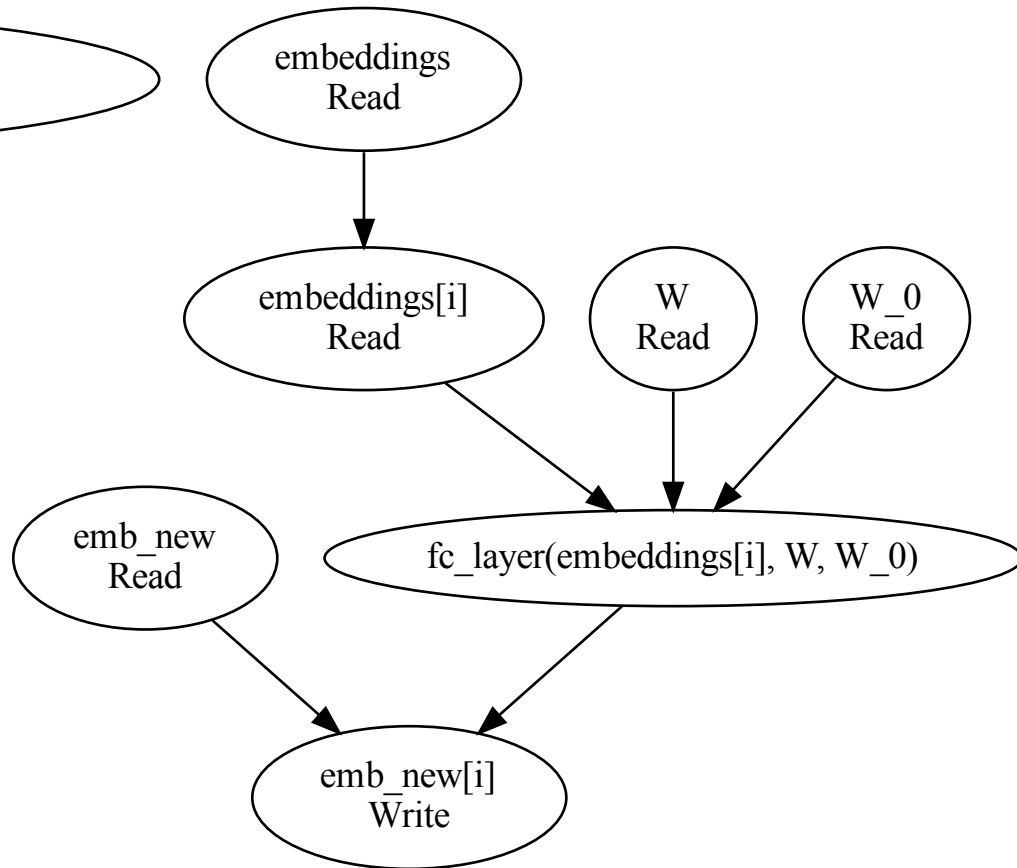 embeddings
Read
embeddings[i]
Read
W
Read
W_0
Read
emb_new
Read
fc_layer(embeddings[i], W, W_0)
emb_new[i]
Write